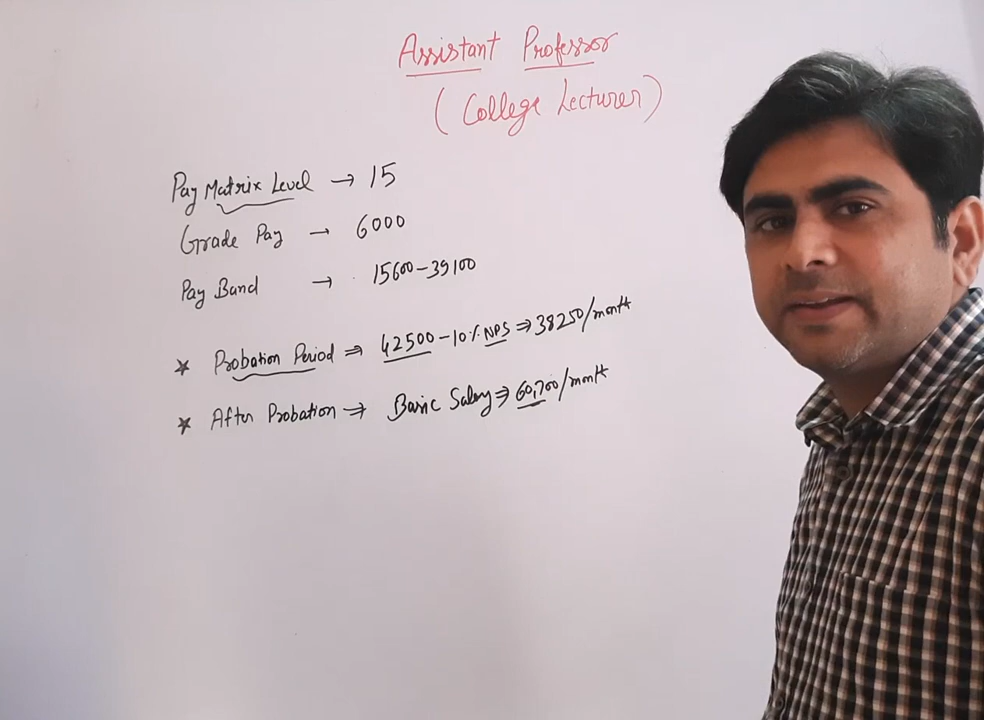 Assistant Professor
(College Lecturer)
Pay Matrix Level → 15
Grade Pay → 6000
Pay Band → 15600-39100
* Probation Period ⇒ 42500-10% NPS ⇒ 38250/month
* After Probation ⇒ Basic Salary ⇒ 60,700/month